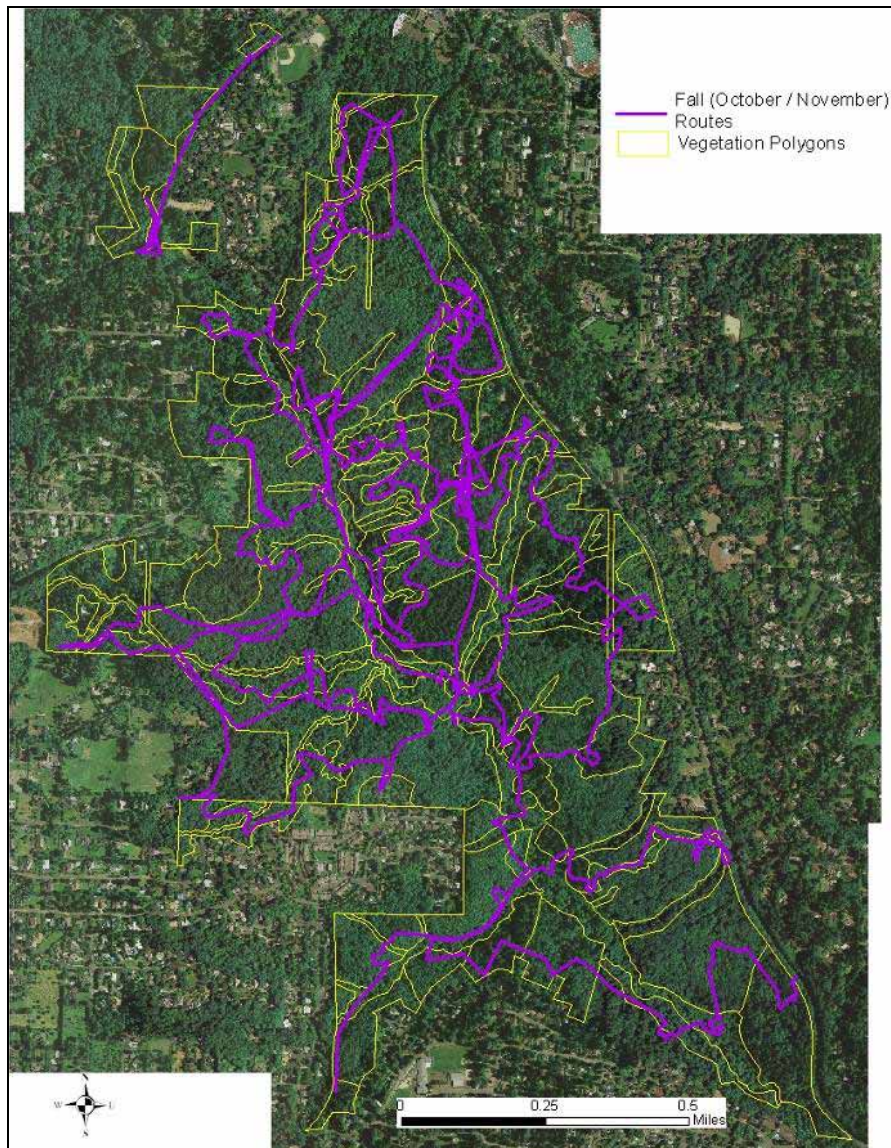 Fall (October / November)
Routes
Vegetation Polygons
N
W
S
0 0.25 0.5
Miles